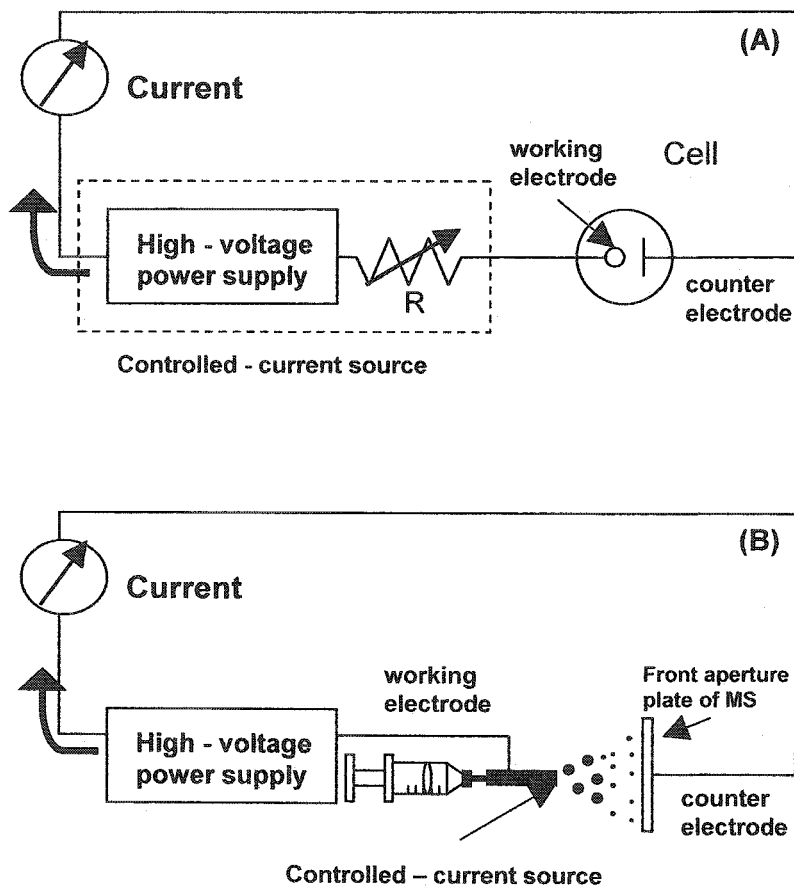 (A)
Current
working
electrode
Cell
High - voltage
power supply
R
counter
electrode
Controlled - current source
(B)
Current
working
electrode
Front aperture
plate of MS
High - voltage
power supply
counter
electrode
Controlled – current source